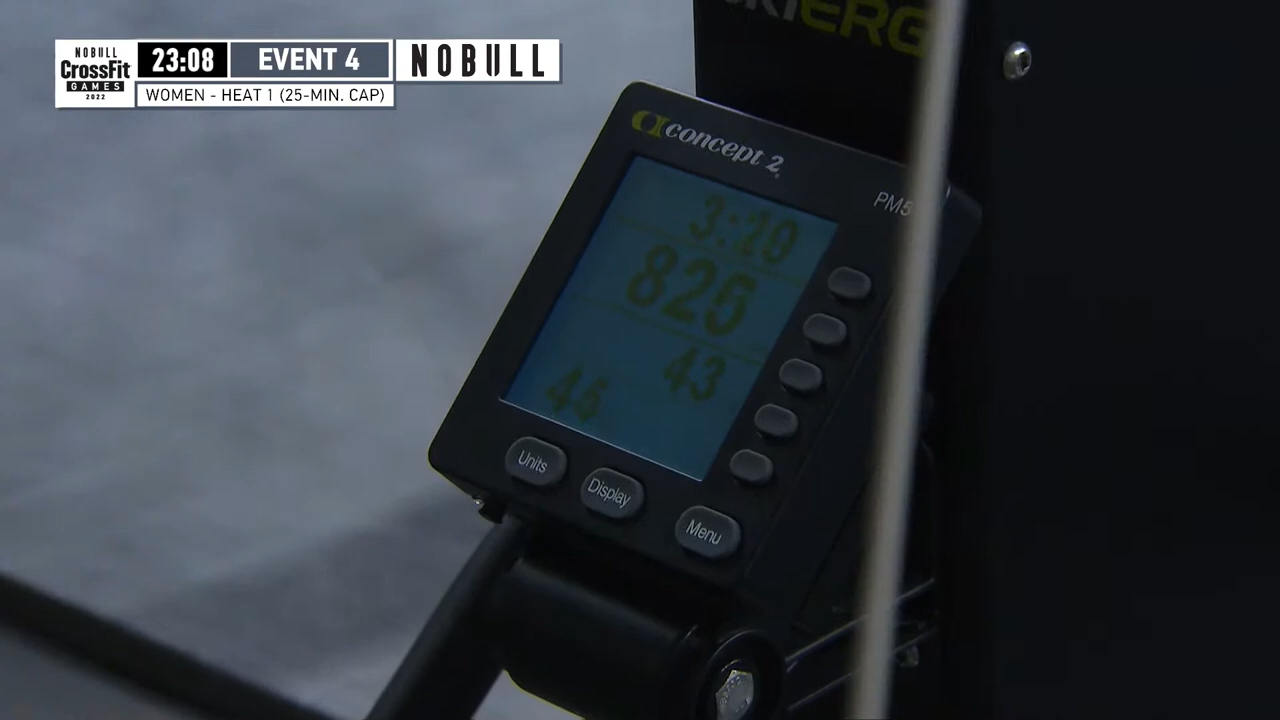 NOBULL
CrossFit
GAMES
2022
23:08
EVENT 4
NOBULL
WOMEN - HEAT 1 (25-MIN. CAP)
ERG
concept 2
PM5
3:20
825
43
Units
Display
Menu